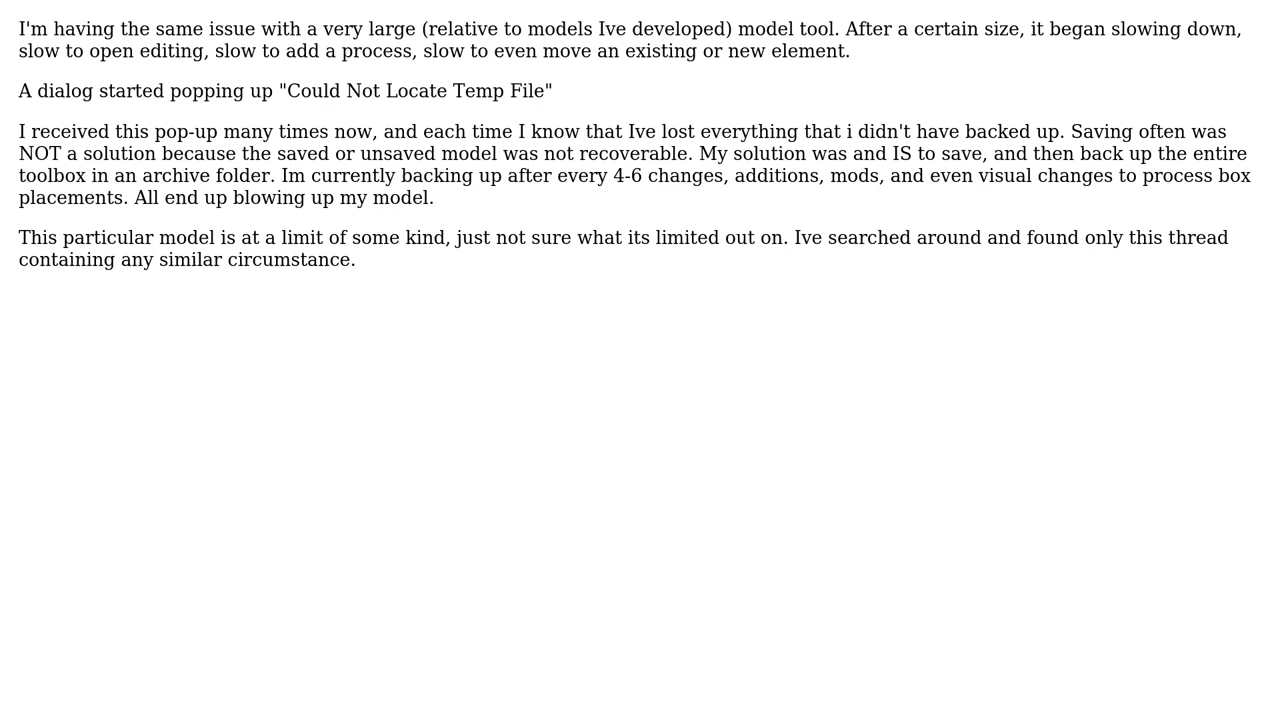 I'm having the same issue with a very large (relative to models Ive developed) model tool. After a certain size, it began slowing down,
slow to open editing, slow to add a process, slow to even move an existing or new element.
A dialog started popping up "Could Not Locate Temp File"
I received this pop-up many times now, and each time I know that Ive lost everything that i didn't have backed up. Saving often was
NOT a solution because the saved or unsaved model was not recoverable. My solution was and IS to save, and then back up the entire
toolbox in an archive folder. Im currently backing up after every 4-6 changes, additions, mods, and even visual changes to process box
placements. All end up blowing up my model.
This particular model is at a limit of some kind, just not sure what its limited out on. Ive searched around and found only this thread
containing any similar circumstance.